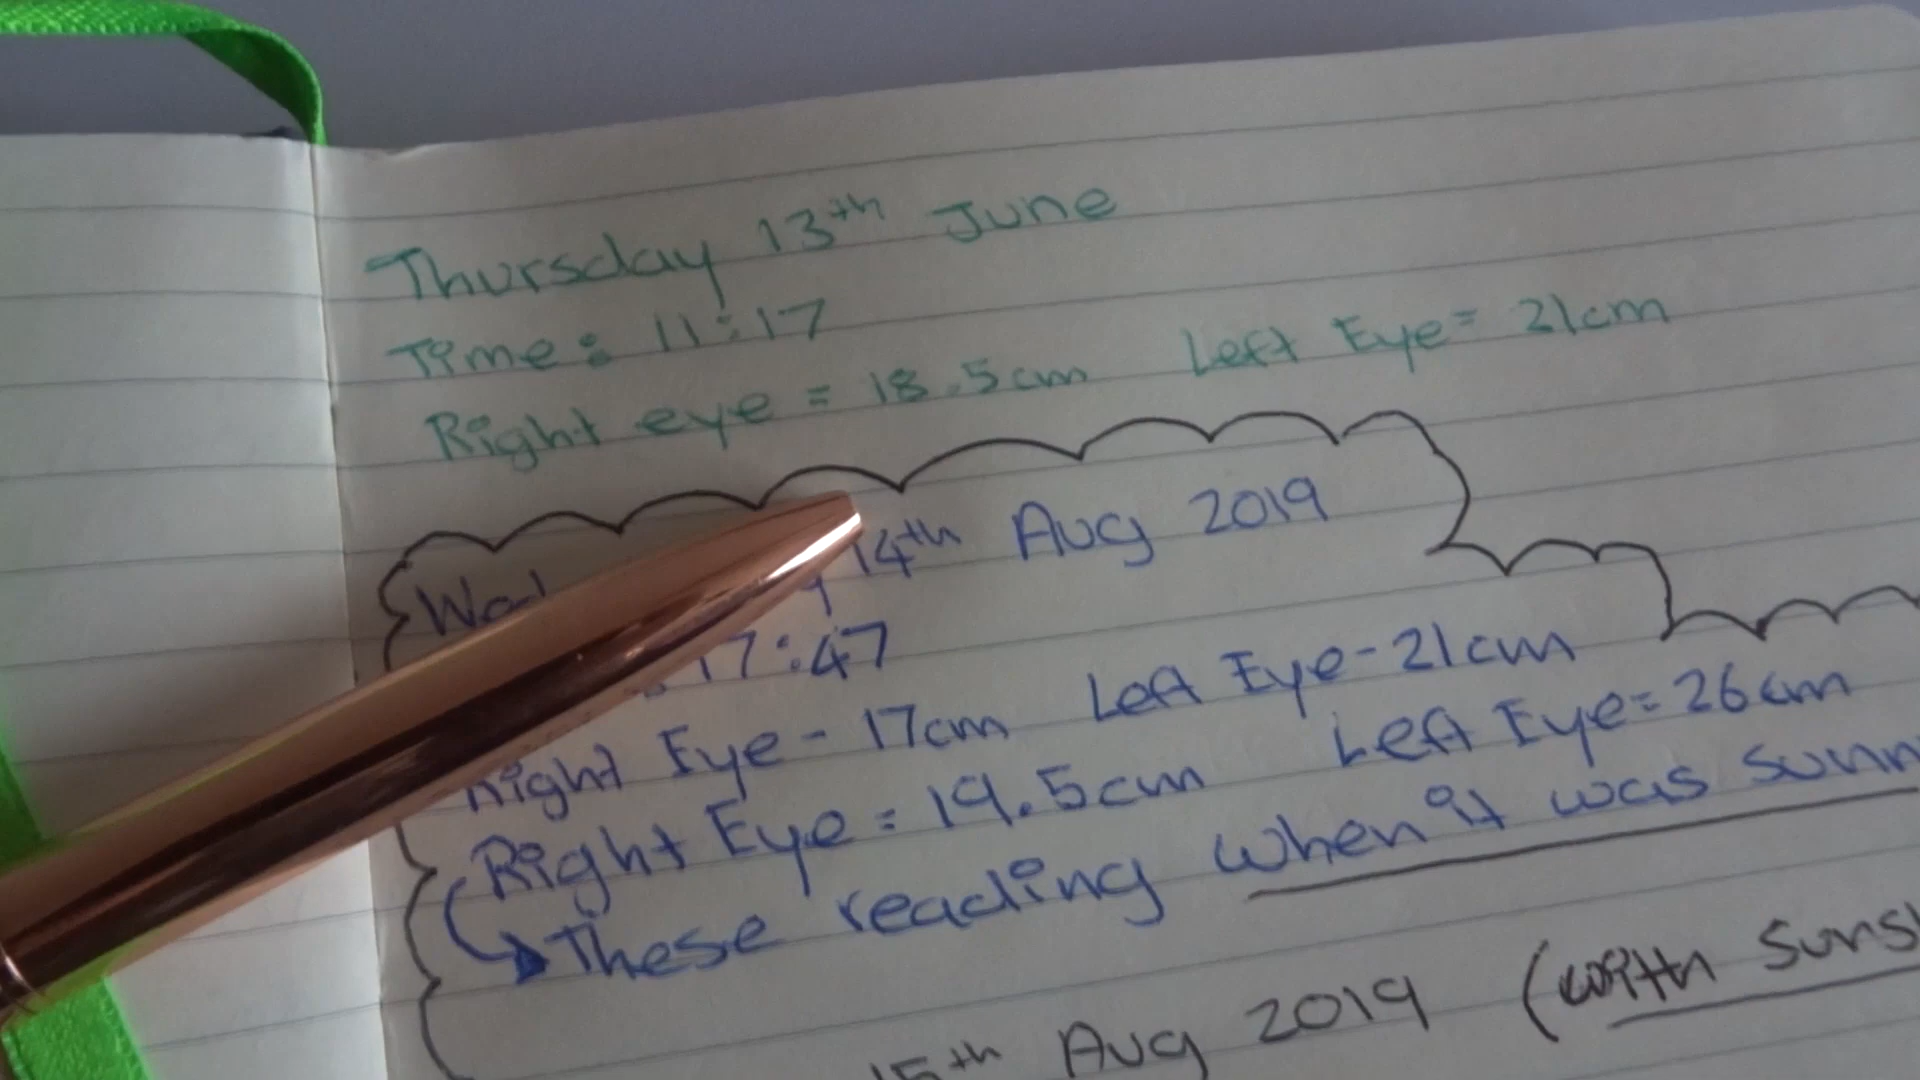 Thursday 13th June
Time: 11:17
Right eye = 18.5cm Left Eye = 21cm
14th Aug 2019
17:47
Right Eye - 17cm Left Eye - 21cm
Right Eye = 19.5cm Left Eye = 26cm
These reading when it was
15th Aug 2019 (with